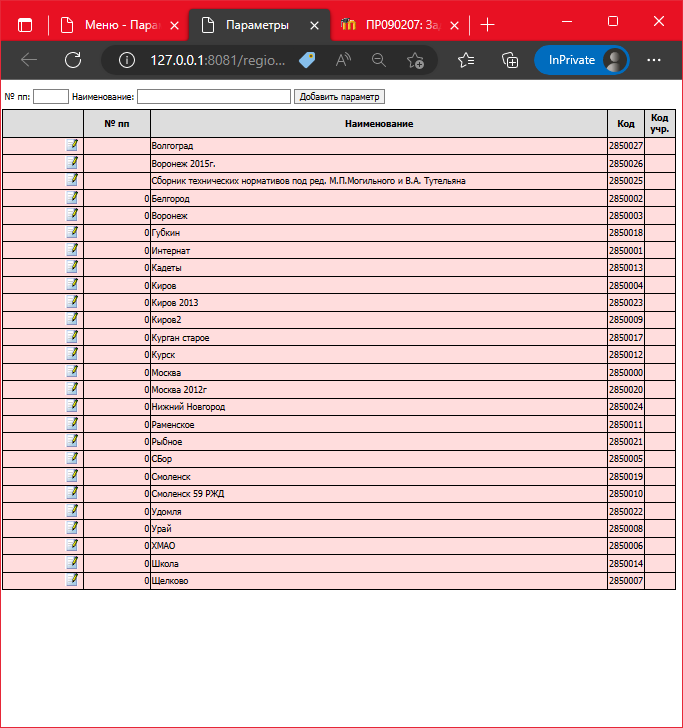 Меню - Пара
Параметры
ПР090207: За
127.0.0.1:8081/regio...
InPrivate
№ пп: Наименование: Добавить параметр
№ пп Наименование Код Код учр.
Волгоград 2850027
Воронеж 2015г. 2850026
Сборник технических нормативов под ред. М.П.Могильного и В.А. Тутельяна 2850025
0 Белгород 2850002
0 Воронеж 2850003
0 Губкин 2850018
0 Интернат 2850001
0 Кадеты 2850013
0 Киров 2850004
0 Киров 2013 2850023
0 Киров2 2850009
0 Курган старое 2850017
0 Курск 2850012
0 Москва 2850000
0 Москва 2012г 2850020
0 Нижний Новгород 2850024
0 Раменское 2850011
0 Рыбное 2850021
0 СБор 2850005
0 Смоленск 2850019
0 Смоленск 59 РЖД 2850010
0 Удомля 2850022
0 Урай 2850008
0 ХМАО 2850006
0 Школа 2850014
0 Щелково 2850007